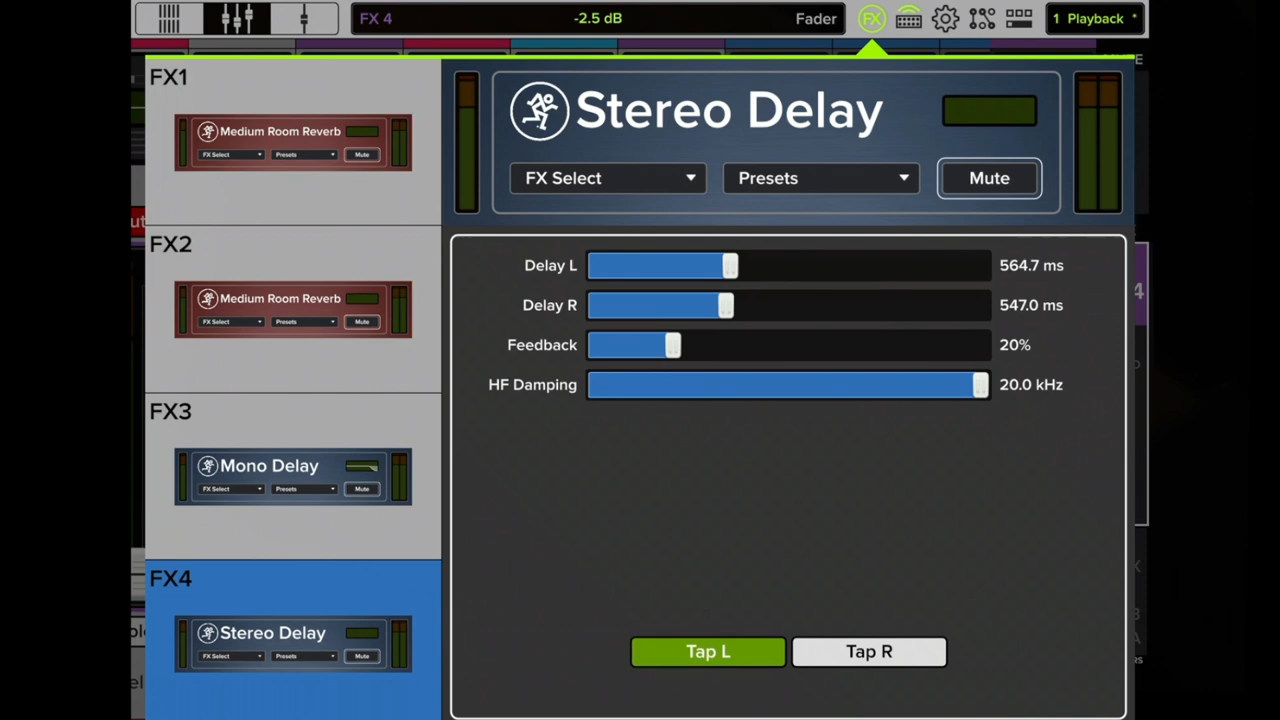 FX 4 -2.5 dB Fader FX 1 Playback *
FX1
Medium Room Reverb
FX Select Presets Mute
FX2
Medium Room Reverb
FX Select Presets Mute
FX3
Mono Delay
FX Select Presets Mute
FX4
Stereo Delay
FX Select Presets Mute
Stereo Delay
FX Select Presets Mute
Delay L 564.7 ms
Delay R 547.0 ms
Feedback 20%
HF Damping 20.0 kHz
Tap L Tap R